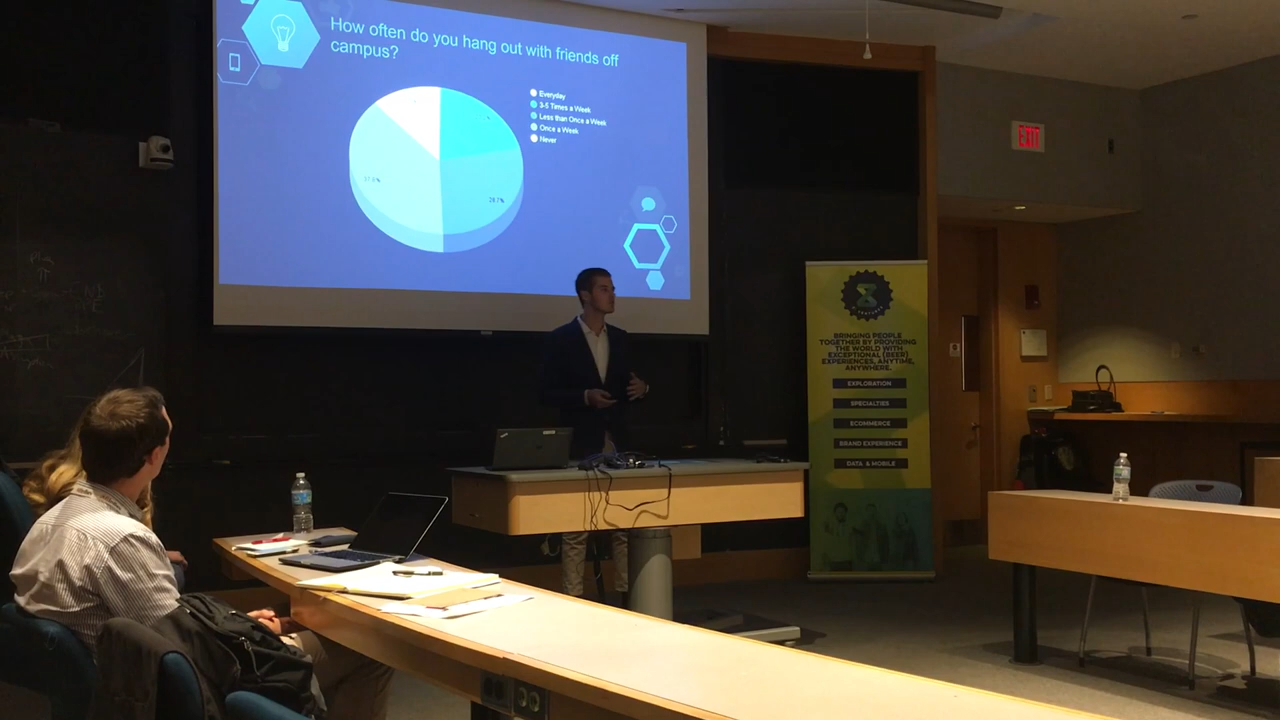 How often do you hang out with friends off
campus?
Everyday
3-5 Times a Week
Less than Once a Week
Once a Week
Never
28.7%
EXIT
BRINGING PEOPLE
TOGETHER BY PROVIDING
THE WORLD WITH
EXCEPTIONAL (BEER)
EXPERIENCES, ANYTIME,
ANYWHERE.
EXPLORATION
SPECIALTIES
ECOMMERCE
BRAND EXPERIENCE
DATA & MOBILE